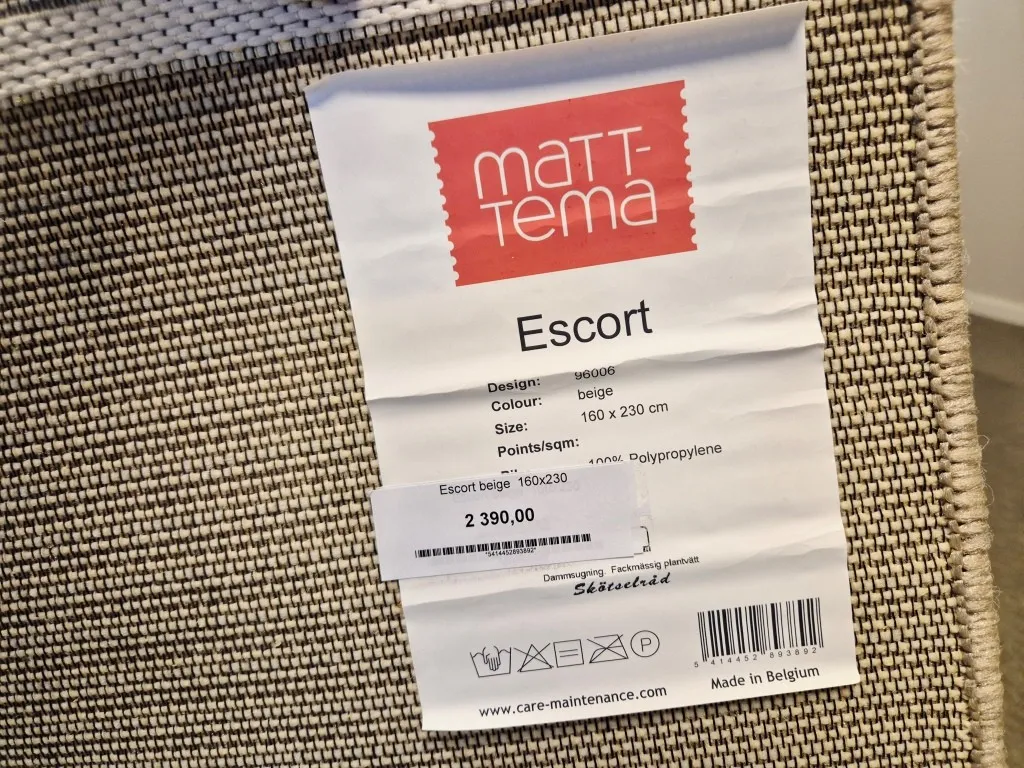 maTT-
Tema
Escort
Design: 96006
Colour: beige
Size: 160 x 230 cm
Points/sqm:
100% Polypropylene
Escort beige 160x230
2 390,00
*5414452893892*
Dammsugning. Fackmässig plantvätt
Skötselråd
P
5 414452 893892
www.care-maintenance.com
Made in Belgium